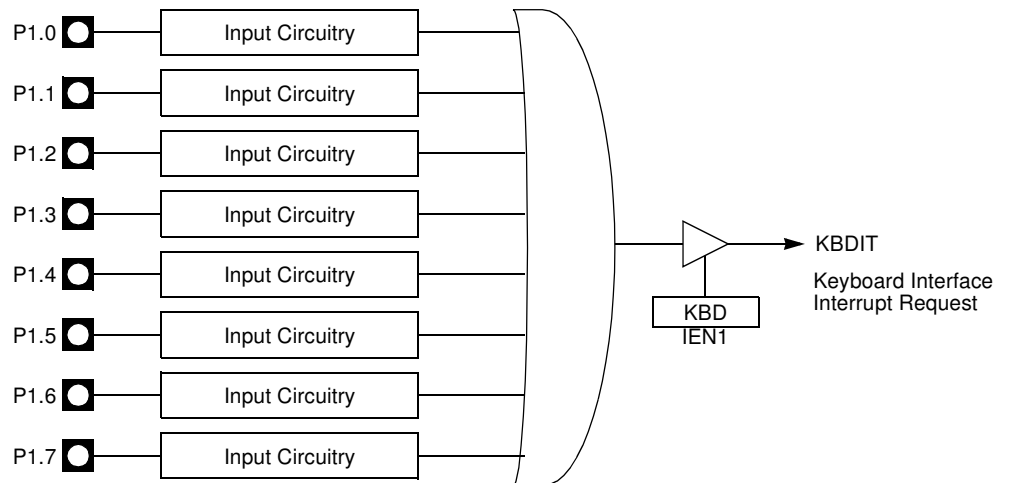 P1.0 Input Circuitry
P1.1 Input Circuitry
P1.2 Input Circuitry
P1.3 Input Circuitry
KBDIT
P1.4 Input Circuitry
Keyboard Interface
Interrupt Request
KBD
P1.5 Input Circuitry
IEN1
P1.6 Input Circuitry
P1.7 Input Circuitry